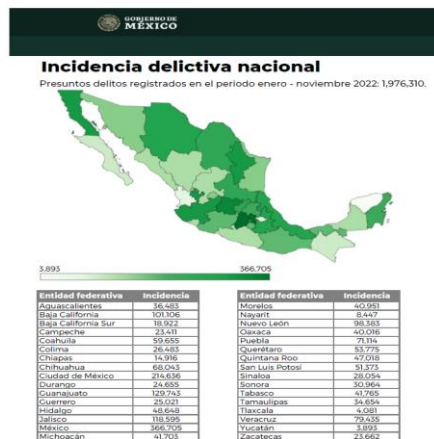 GOBIERNO DE
MÉXICO
Incidencia delictiva nacional
Presuntos delitos registrados en el periodo enero - noviembre 2022: 1,976,310.
3.893 366.705
Entidad federativa Incidencia
Aguascalientes 36,483
Baja California 101,106
Baja California Sur 18,922
Campeche 23,411
Coahuila 59,655
Colima 26,483
Chiapas 14,916
Chihuahua 68,043
Ciudad de México 214,636
Durango 24,655
Guanajuato 129,743
Guerrero 25,021
Hidalgo 48,648
Jalisco 118,595
México 366,705
Michoacán 41,703
Entidad federativa Incidencia
Morelos 40,951
Nayarit 8,447
Nuevo León 98,383
Oaxaca 40,016
Puebla 71,114
Querétaro 53,775
Quintana Roo 47,018
San Luis Potosí 51,373
Sinaloa 28,054
Sonora 30,964
Tabasco 41,765
Tamaulipas 34,654
Tlaxcala 4,081
Veracruz 79,435
Yucatán 3,893
Zacatecas 23,662